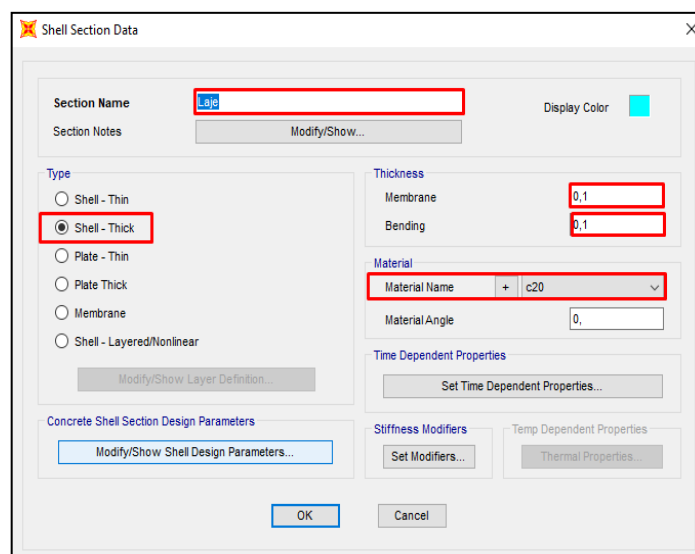 Shell Section Data
Section Name
Laje
Display Color
Section Notes
Modify/Show...
Type
Shell - Thin
Shell - Thick
Plate - Thin
Plate Thick
Membrane
Shell - Layered/Nonlinear
Modify/Show Layer Definition...
Thickness
Membrane
0,1
Bending
0,1
Material
Material Name
+
c20
Material Angle
0,
Time Dependent Properties
Set Time Dependent Properties...
Concrete Shell Section Design Parameters
Modify/Show Shell Design Parameters...
Stiffness Modifiers
Set Modifiers...
Temp Dependent Properties
Thermal Properties...
OK
Cancel